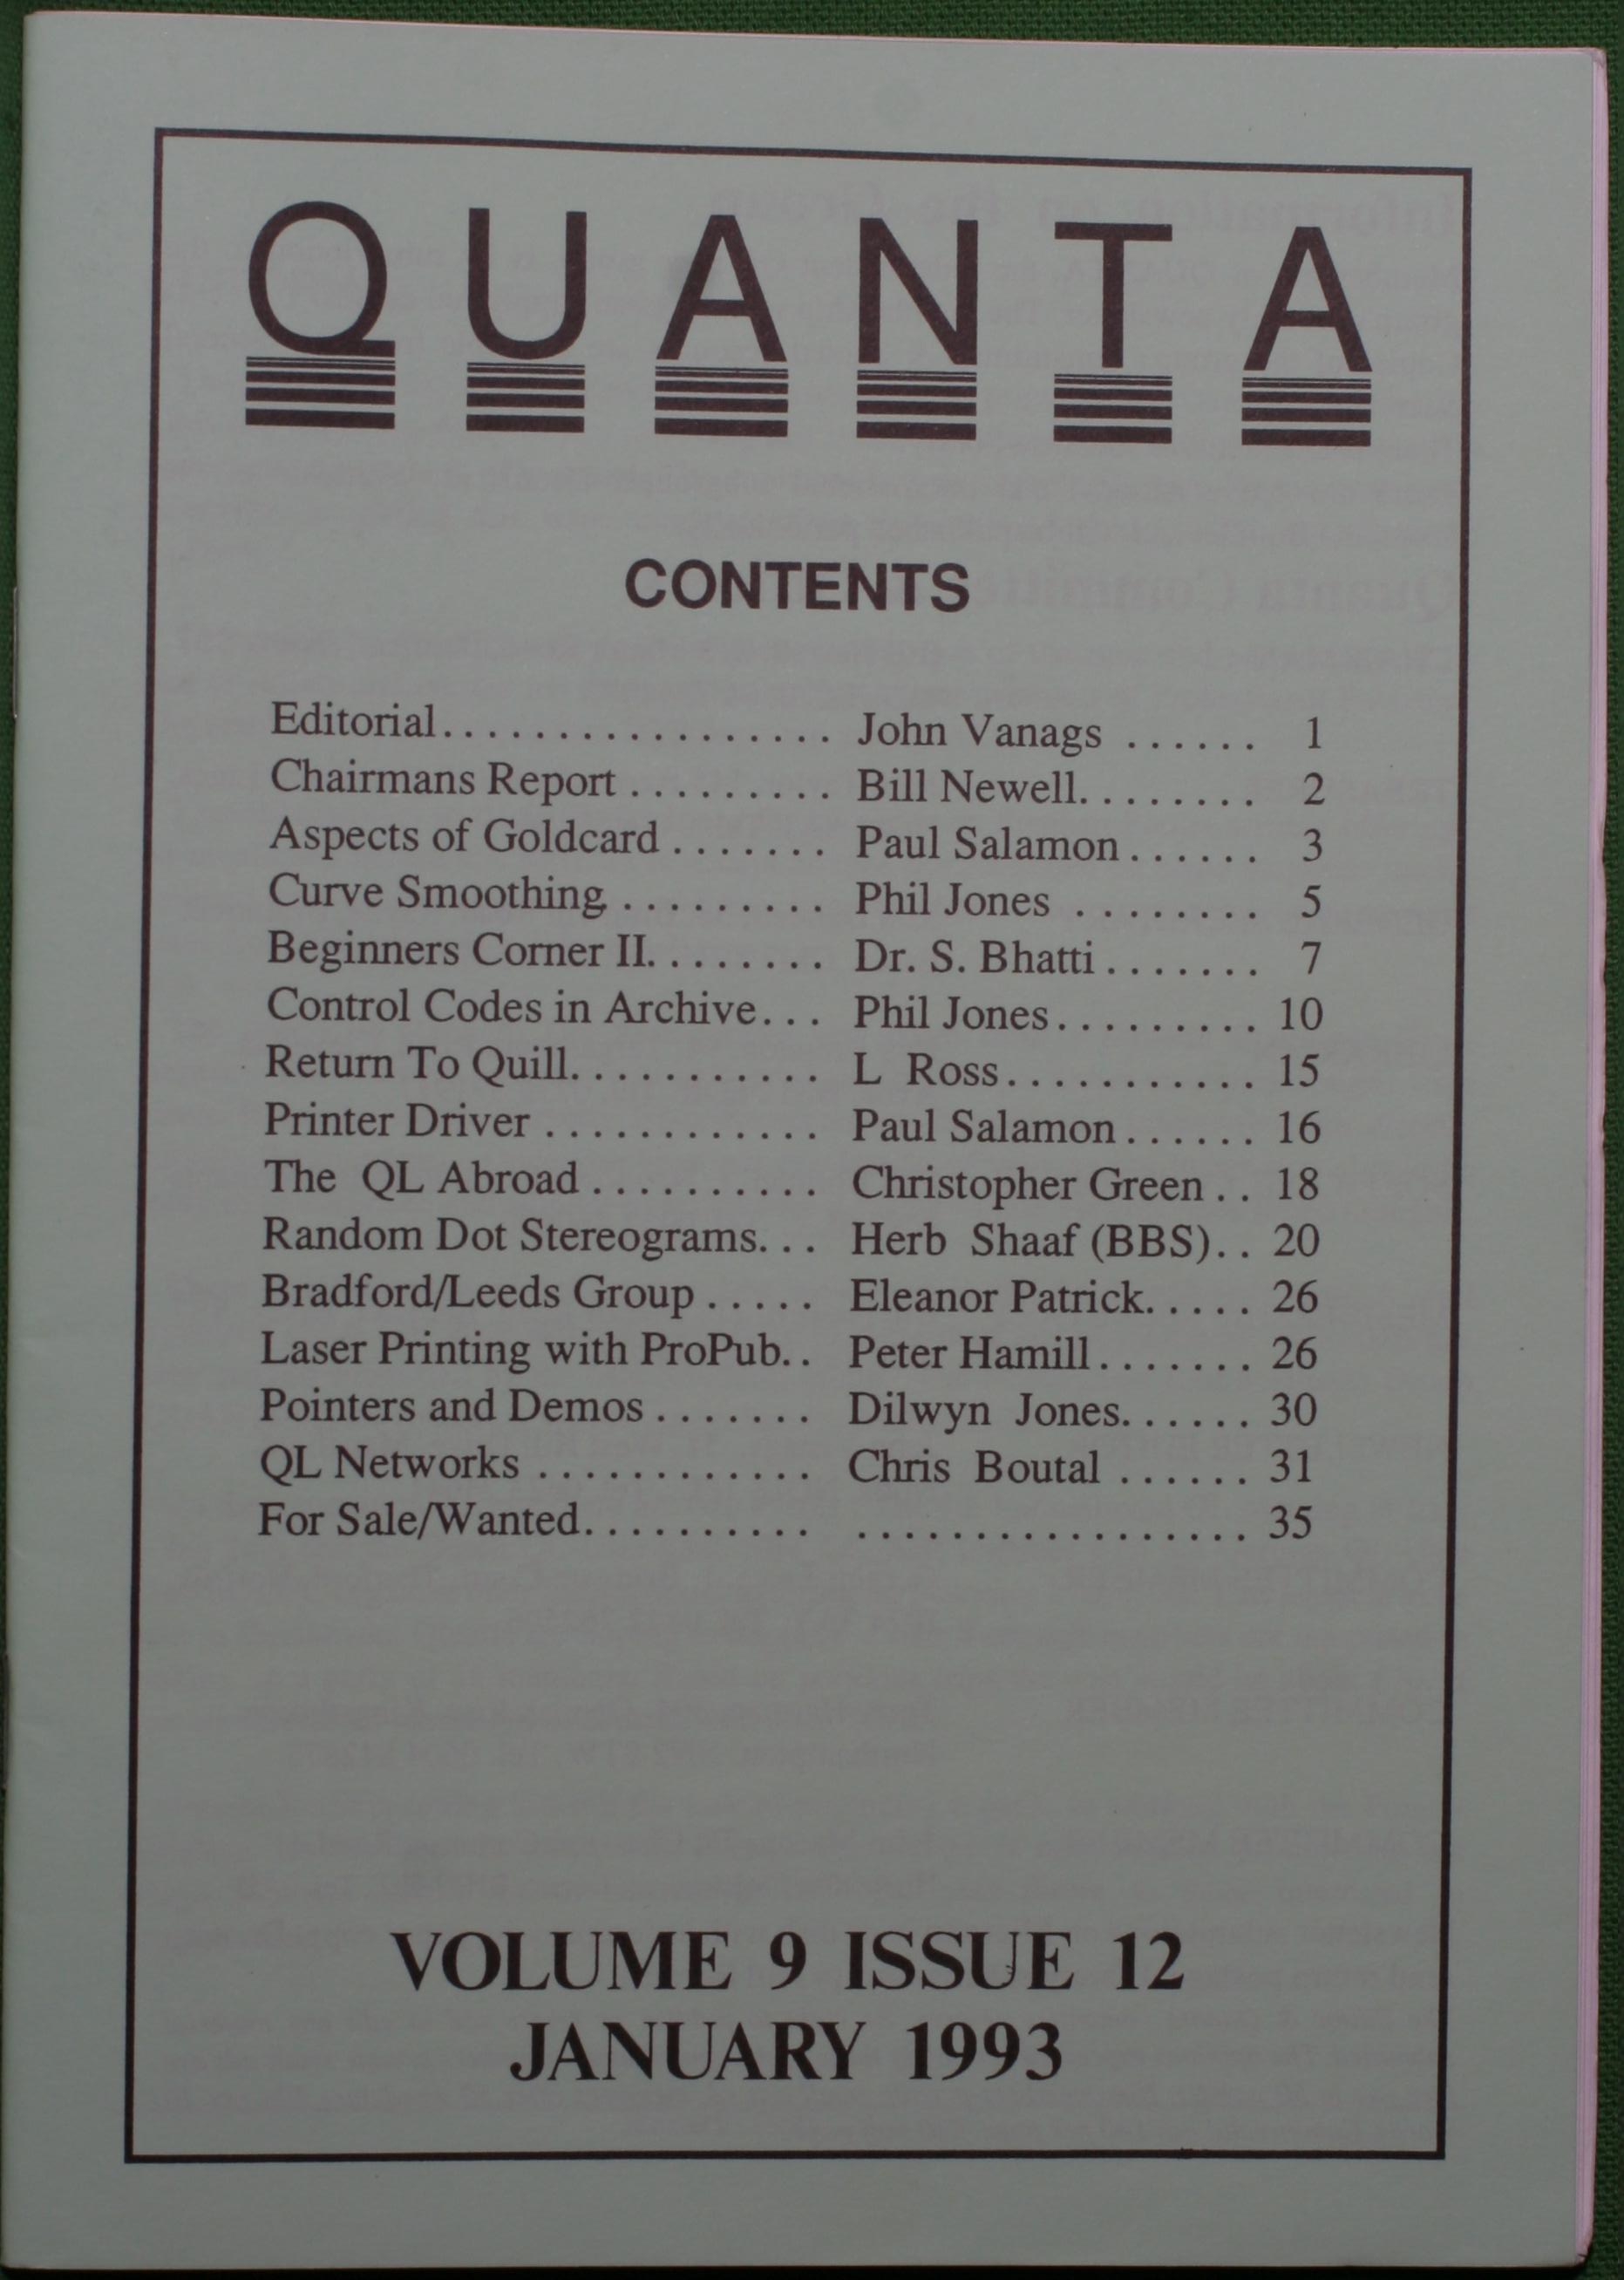 QUANTA
CONTENTS
Editorial.................. John Vanags ...... 1
Chairmans Report ......... Bill Newell........ 2
Aspects of Goldcard ....... Paul Salamon ...... 3
Curve Smoothing ......... Phil Jones ........ 5
Beginners Corner II........ Dr. S. Bhatti ....... 7
Control Codes in Archive... Phil Jones......... 10
Return To Quill............ L Ross........... 15
Printer Driver ............ Paul Salamon ...... 16
The QL Abroad .......... Christopher Green .. 18
Random Dot Stereograms... Herb Shaaf (BBS).. 20
Bradford/Leeds Group ..... Eleanor Patrick..... 26
Laser Printing with ProPub.. Peter Hamill ....... 26
Pointers and Demos ....... Dilwyn Jones...... 30
QL Networks ............ Chris Boutal ...... 31
For Sale/Wanted.......... ................. 35
VOLUME 9 ISSUE 12
JANUARY 1993